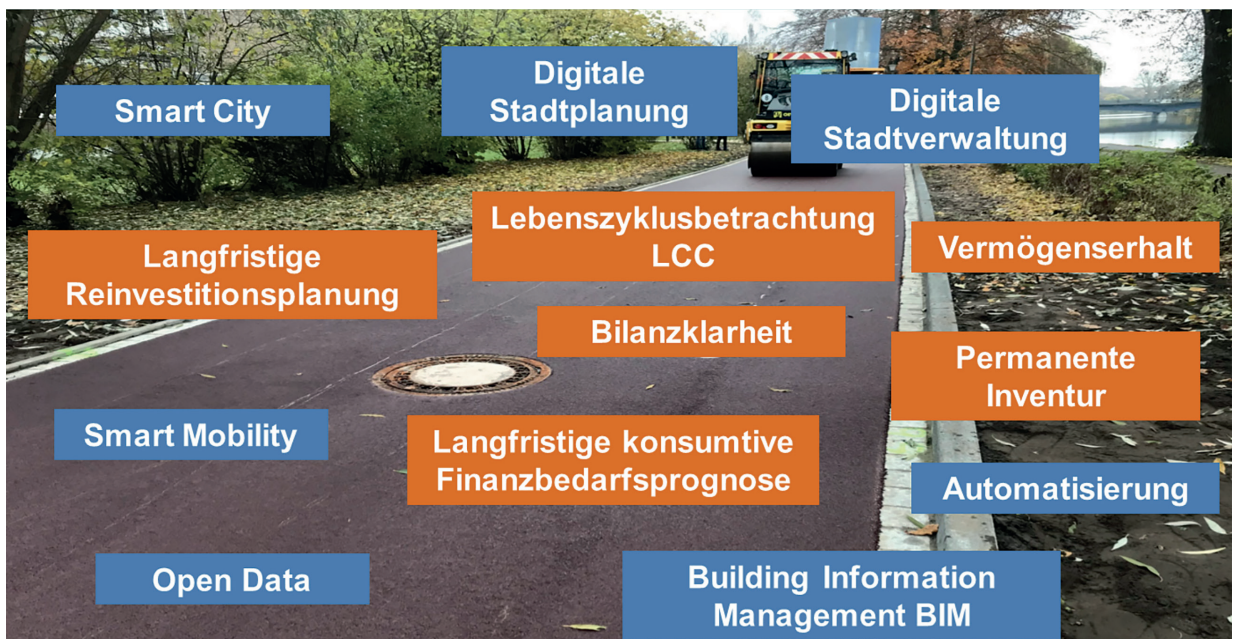 Smart City
Digitale
Stadtplanung
Digitale
Stadtverwaltung
Lebenszyklusbetrachtung
LCC
Langfristige
Reinvestitionsplanung
Vermögenserhalt
Bilanzklarheit
Permanente
Inventur
Smart Mobility
Langfristige konsumtive
Finanzbedarfsprognose
Automatisierung
Open Data
Building Information
Management BIM